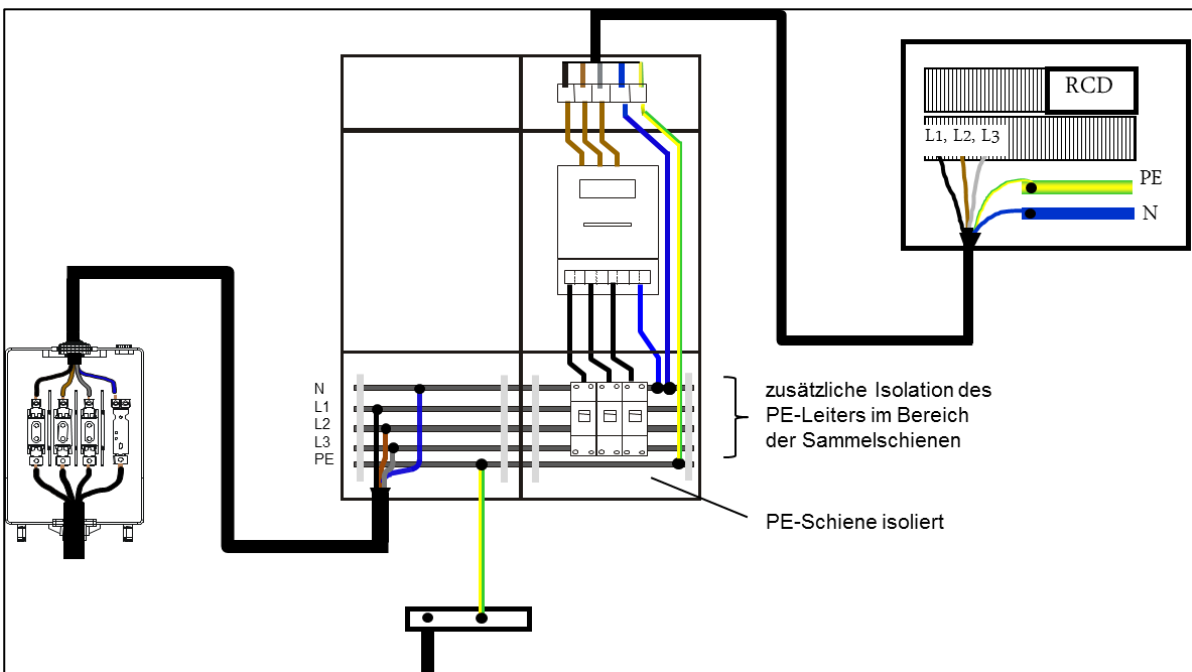 RCD
L1, L2, L3
PE
N
N
L1
L2
L3
PE
zusätzliche Isolation des
PE-Leiters im Bereich
der Sammelschienen
PE-Schiene isoliert